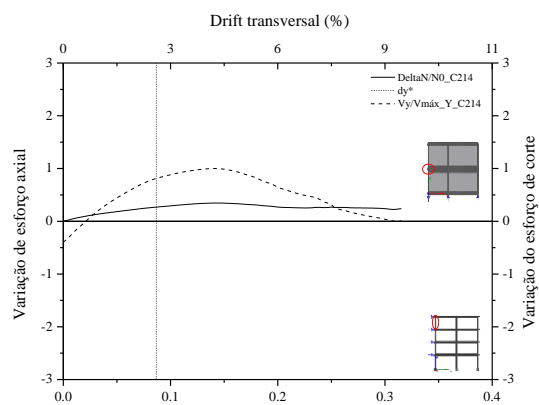 Drift transversal (%)
0 3 6 9 11
DeltaN/N0_C214
dy*
Vy/Vmáx_Y_C214
Variação de esforço axial
3 3
2 2
1 1
0 0
-1 -1
-2 -2
-3 -3
Variação do esforço de corte
0.0 0.1 0.2 0.3 0.4